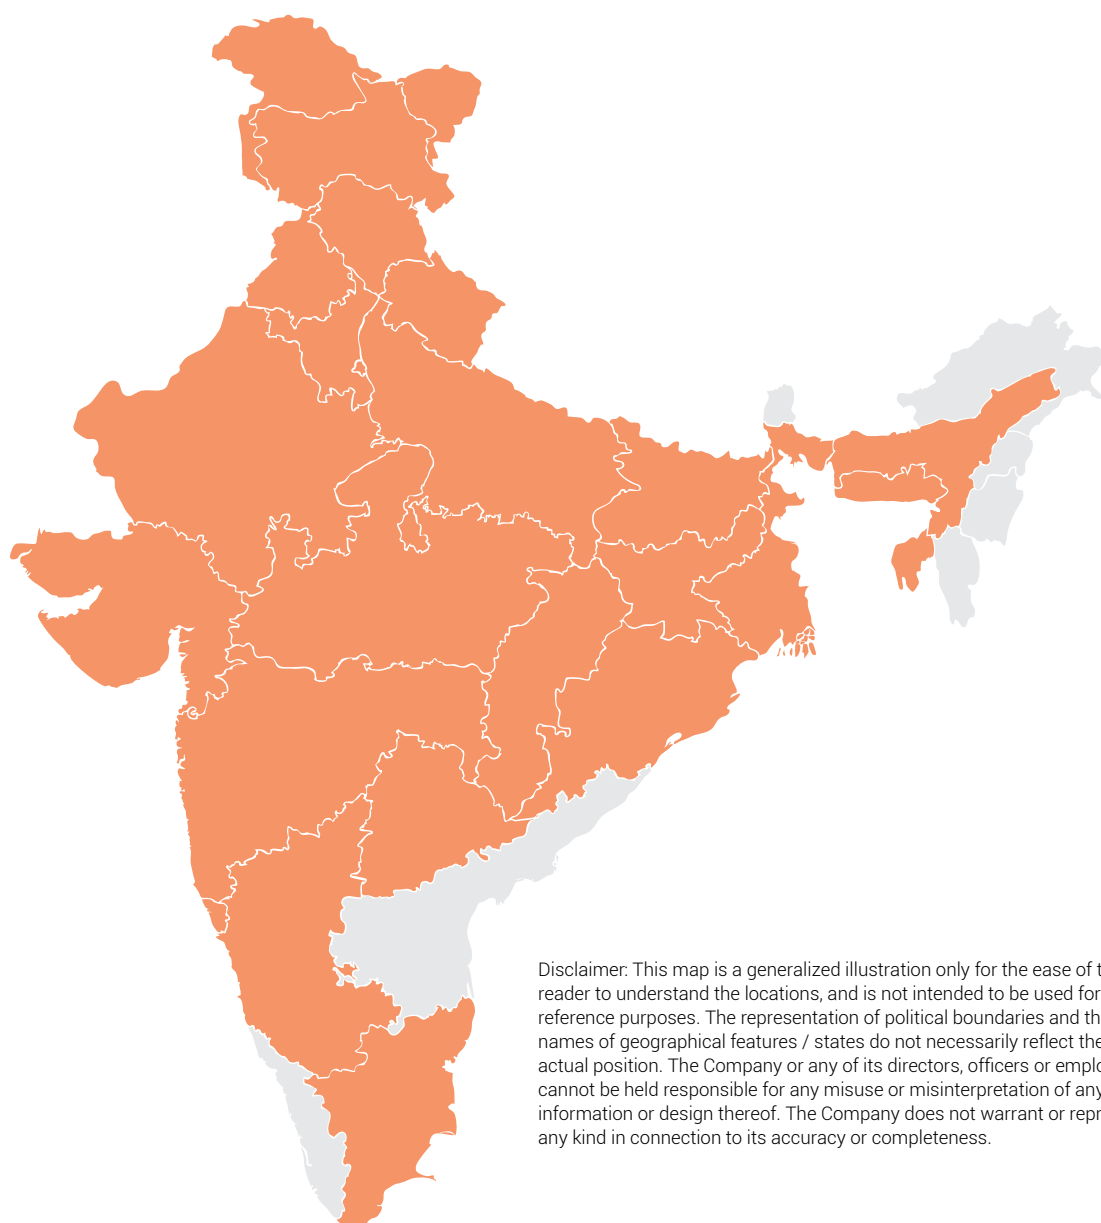 Disclaimer: This map is a generalized illustration only for the ease of t
reader to understand the locations, and is not intended to be used for
reference purposes. The representation of political boundaries and th
names of geographical features / states do not necessarily reflect the
actual position. The Company or any of its directors, officers or emplo
cannot be held responsible for any misuse or misinterpretation of any
information or design thereof. The Company does not warrant or repr
any kind in connection to its accuracy or completeness.